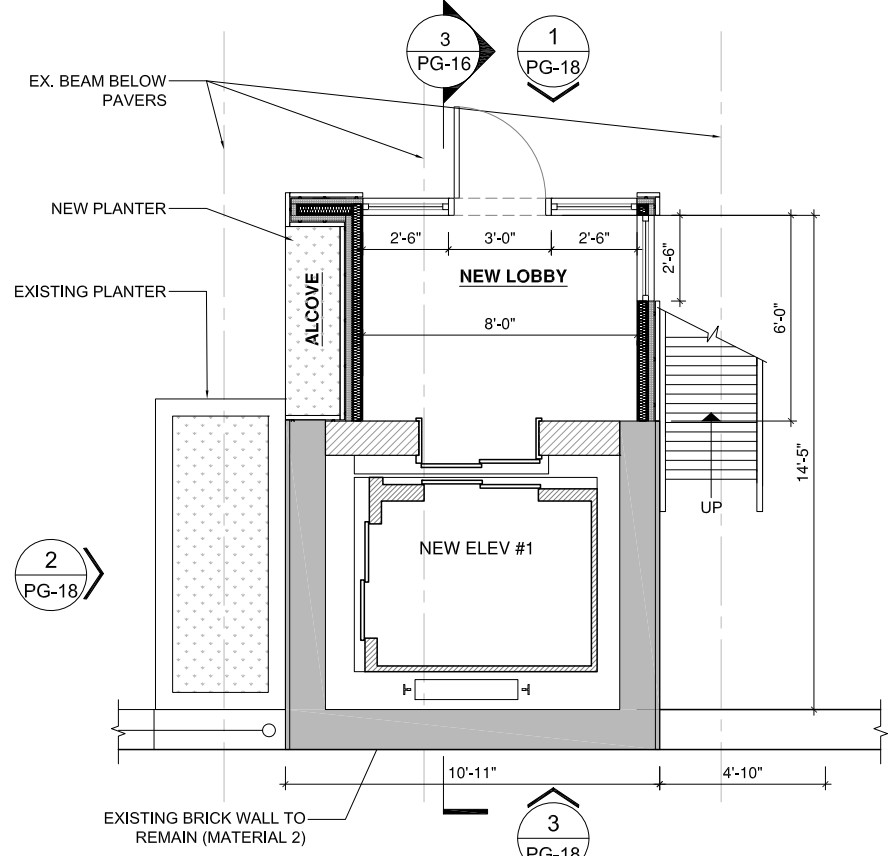 3
PG-16
1
PG-18
EX. BEAM BELOW
PAVERS
NEW PLANTER
EXISTING PLANTER
ALCOVE
2'-6"
3'-0"
2'-6"
NEW LOBBY
8'-0"
2'-6"
6'-0"
14'-5"
UP
NEW ELEV #1
2
PG-18
10'-11"
4'-10"
EXISTING BRICK WALL TO
REMAIN (MATERIAL 2)
3
PG-18